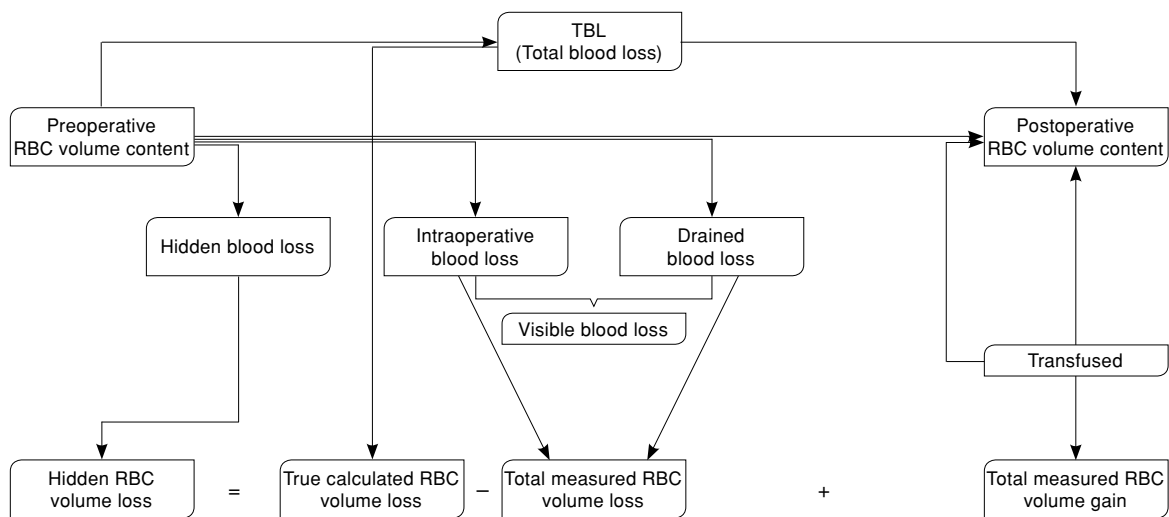 TBL
(Total blood loss)
Preoperative
RBC volume content
Postoperative
RBC volume content
Hidden blood loss
Intraoperative
blood loss
Drained
blood loss
Visible blood loss
Transfused
Hidden RBC
volume loss
=
True calculated RBC
volume loss
–
Total measured RBC
volume loss
+
Total measured RBC
volume gain